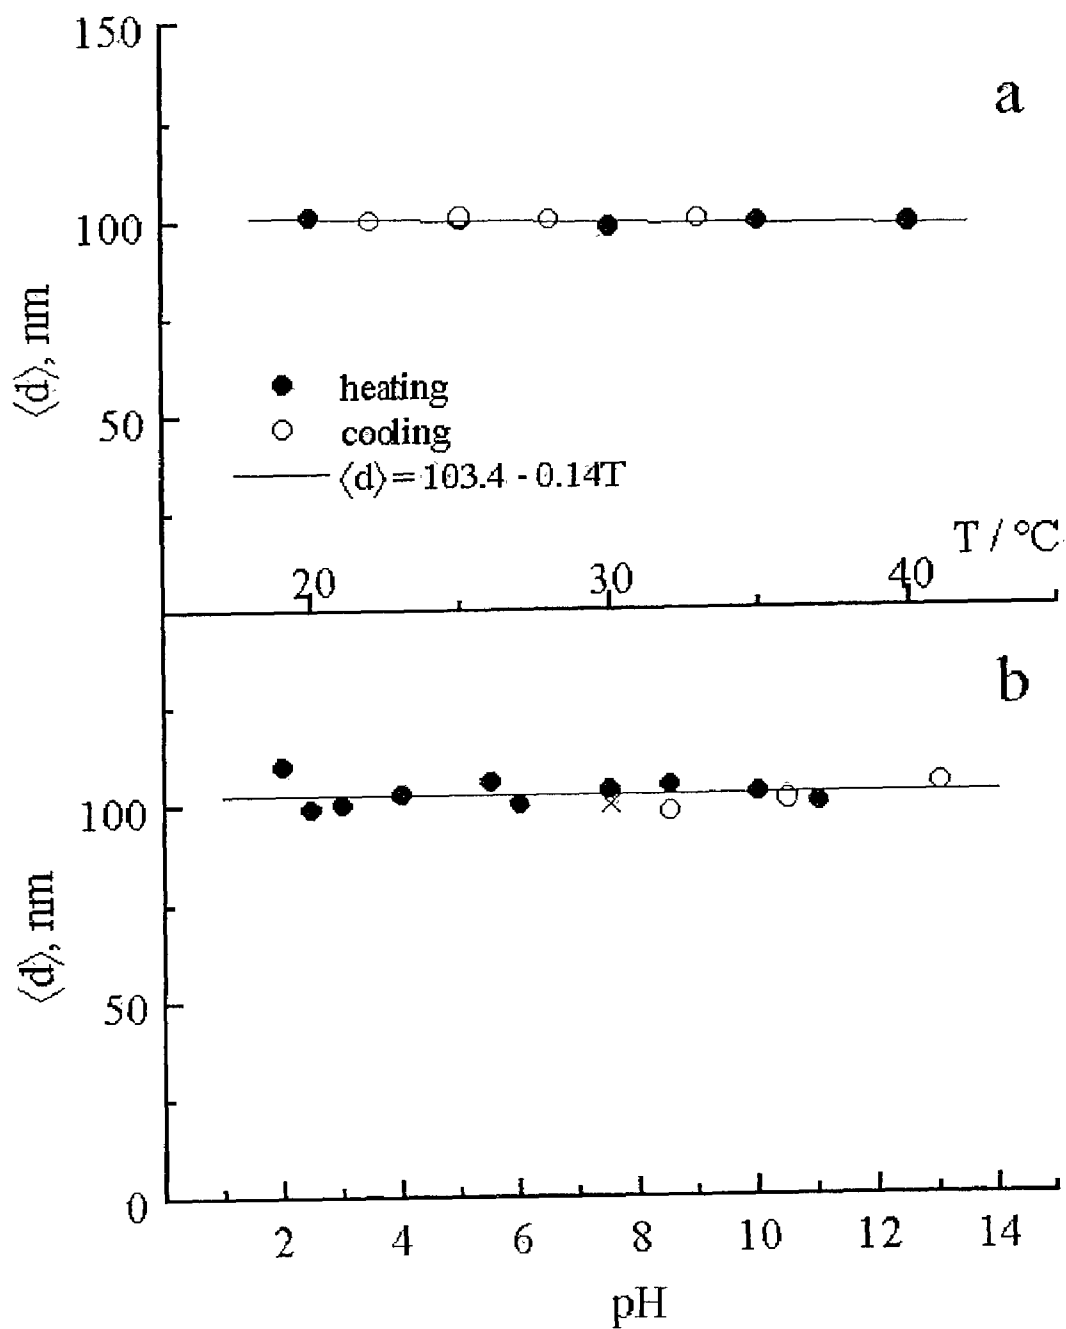 150
a
100
⟨d⟩, nm
heating
50
cooling
⟨d⟩ = 103.4 - 0.14T
T / °C
20 30 40
b
100
⟨d⟩, nm
50
0
2 4 6 8 10 12 14
pH